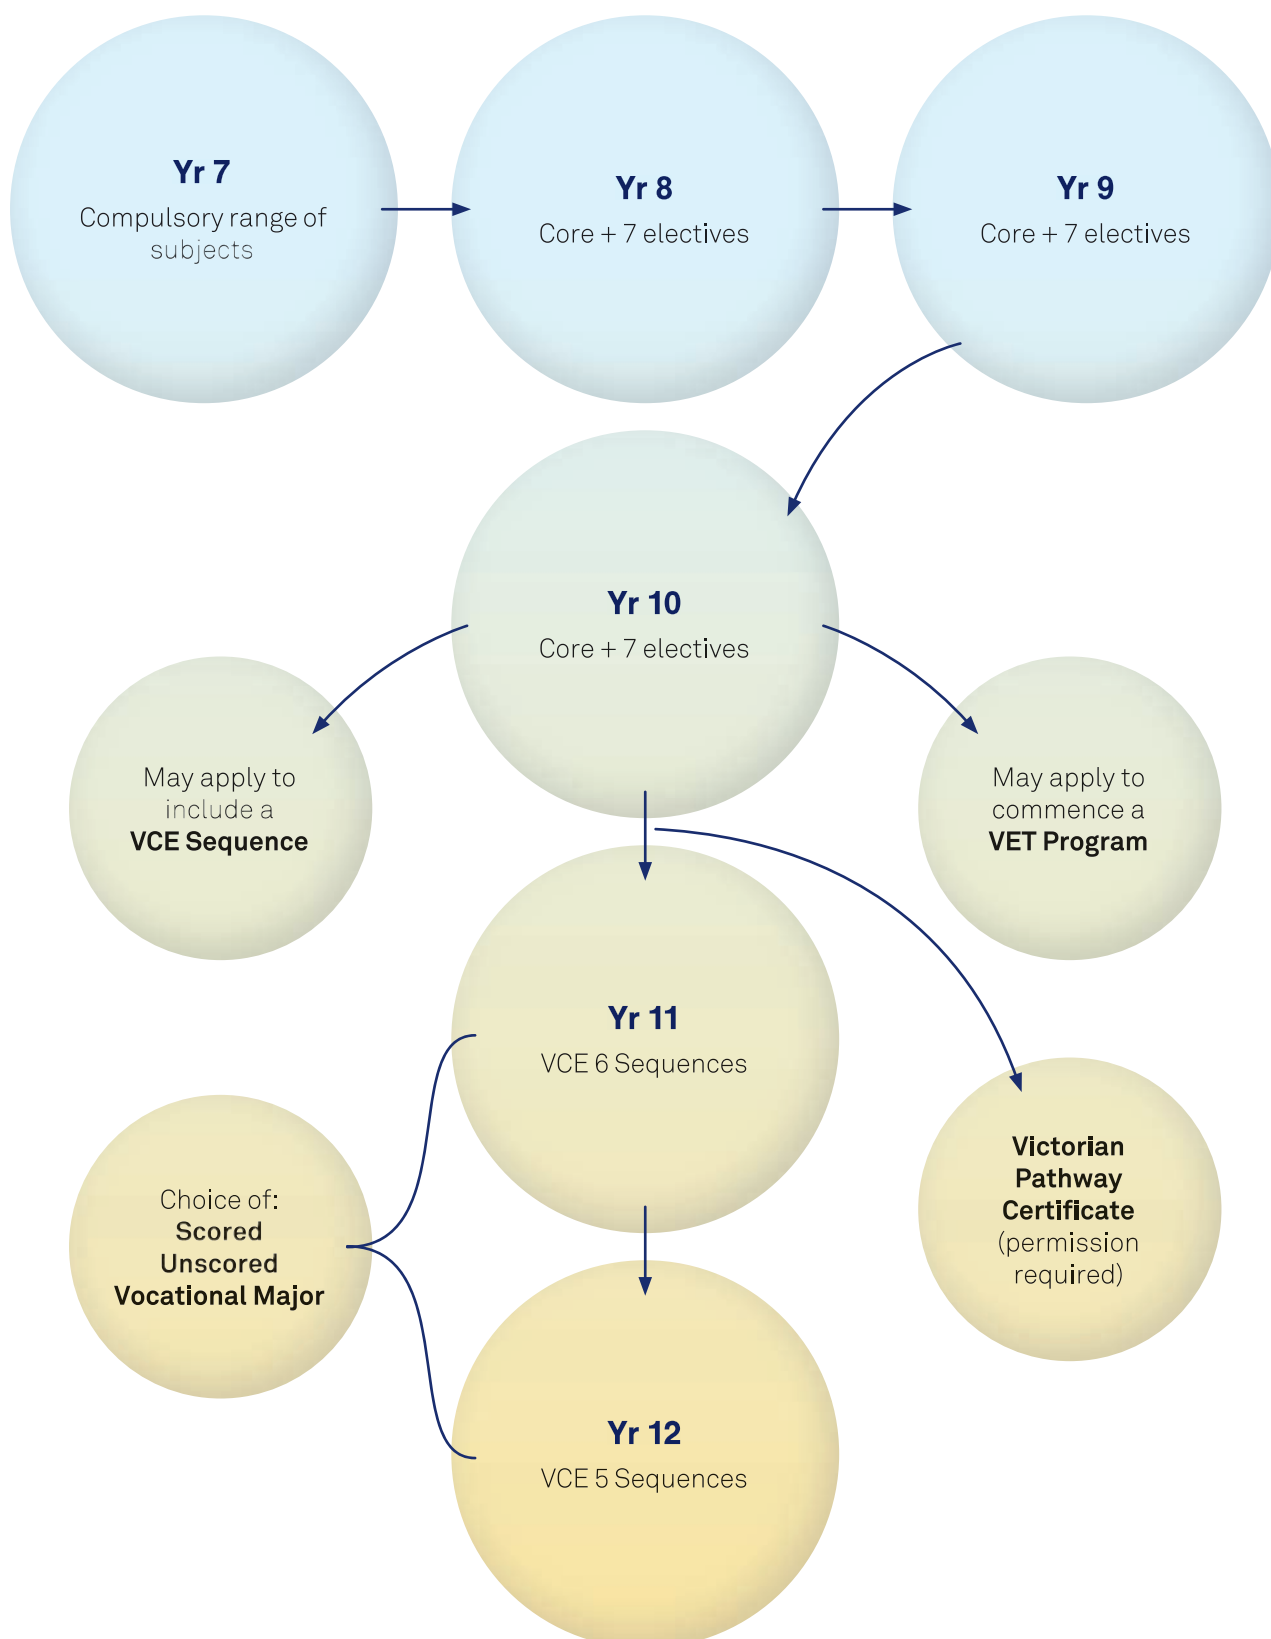 Yr 7
Compulsory range of
subjects
Yr 8
Core + 7 electives
Yr 9
Core + 7 electives
Yr 10
Core + 7 electives
May apply to
include a
VCE Sequence
May apply to
commence a
VET Program
Yr 11
VCE 6 Sequences
Victorian
Pathway
Certificate
(permission
required)
Choice of:
Scored
Unscored
Vocational Major
Yr 12
VCE 5 Sequences